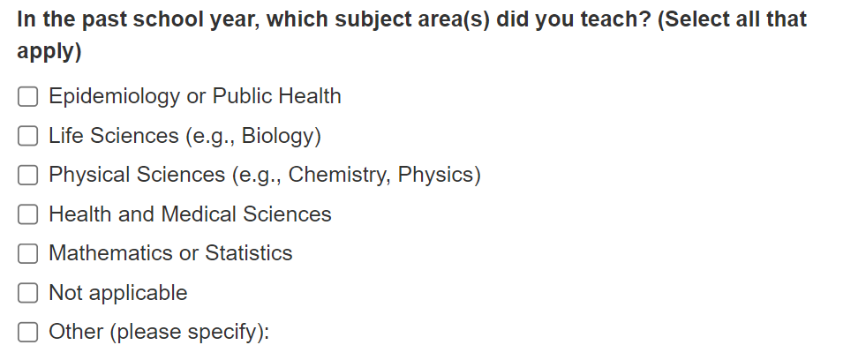 In the past school year, which subject area(s) did you teach? (Select all that
apply)
Epidemiology or Public Health
Life Sciences (e.g., Biology)
Physical Sciences (e.g., Chemistry, Physics)
Health and Medical Sciences
Mathematics or Statistics
Not applicable
Other (please specify):